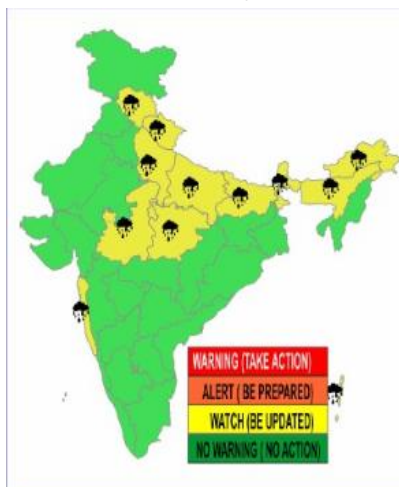 WARNING (TAKE ACTION)
ALERT ( BE PREPARED)
WATCH (BE UPDATED)
NO WARNING ( NO ACTION)